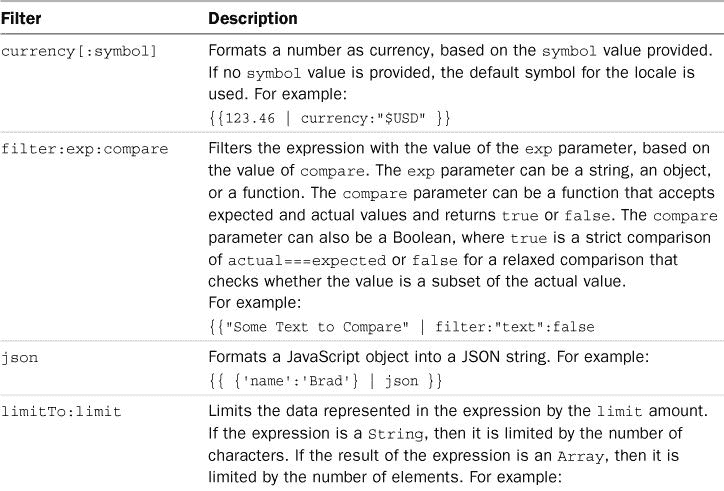 Filter Description
currency[:symbol] Formats a number as currency, based on the symbol value provided.
If no symbol value is provided, the default symbol for the locale is
used. For example:
{{123.46 | currency:"$USD" }}
filter:exp:compare Filters the expression with the value of the exp parameter, based on
the value of compare. The exp parameter can be a string, an object,
or a function. The compare parameter can be a function that accepts
expected and actual values and returns true or false. The compare
parameter can also be a Boolean, where true is a strict comparison
of actual===expected or false for a relaxed comparison that
checks whether the value is a subset of the actual value.
For example:
{{"Some Text to Compare" | filter:"text":false
json Formats a JavaScript object into a JSON string. For example:
{{ {'name':'Brad'} | json }}
limitTo:limit Limits the data represented in the expression by the limit amount.
If the expression is a String, then it is limited by the number of
characters. If the result of the expression is an Array, then it is
limited by the number of elements. For example: